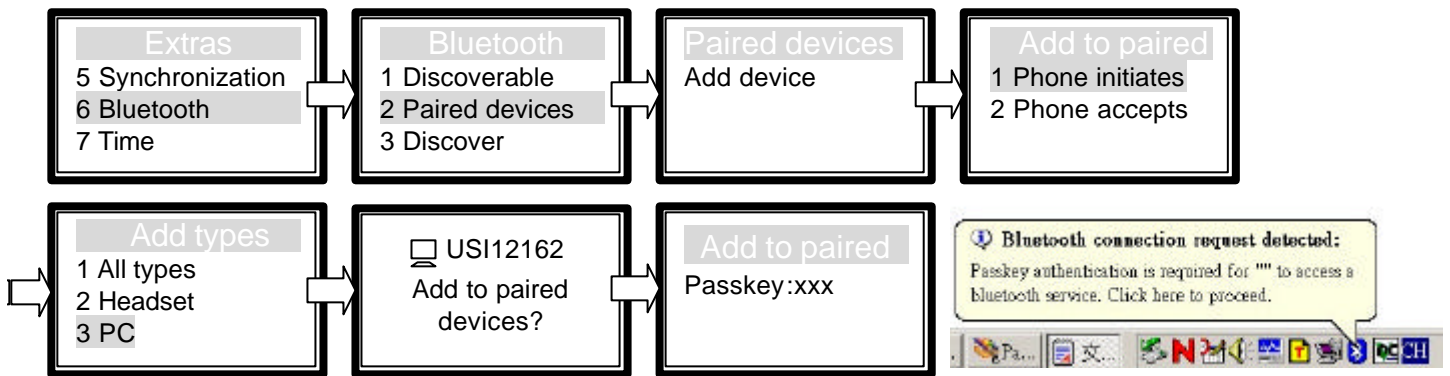 Extras
5 Synchronization
6 Bluetooth
7 Time
Bluetooth
1 Discoverable
2 Paired devices
3 Discover
Paired devices
Add device
Add to paired
1 Phone initiates
2 Phone accepts
Add types
1 All types
2 Headset
3 PC
USI12162
Add to paired
devices?
Add to paired
Passkey:xxx
Bluetooth connection request detected:
Passkey authentication is required for "" to access a
bluetooth service. Click here to proceed.
Pa... 文... CH